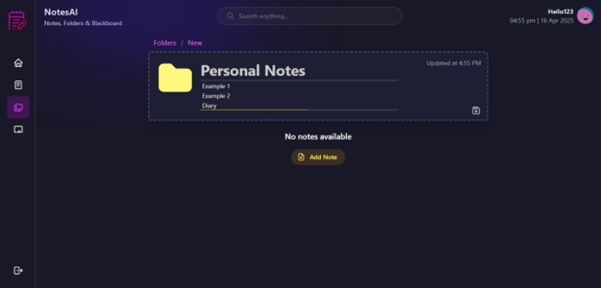 NotesAI
Notes, Folders & Blackboard
Search anything...
Hello123
04:55 pm | 16 Apr 2025
Folders / New
Personal Notes
Updated at 4:55 PM
Example 1
Example 2
Diary
No notes available
Add Note